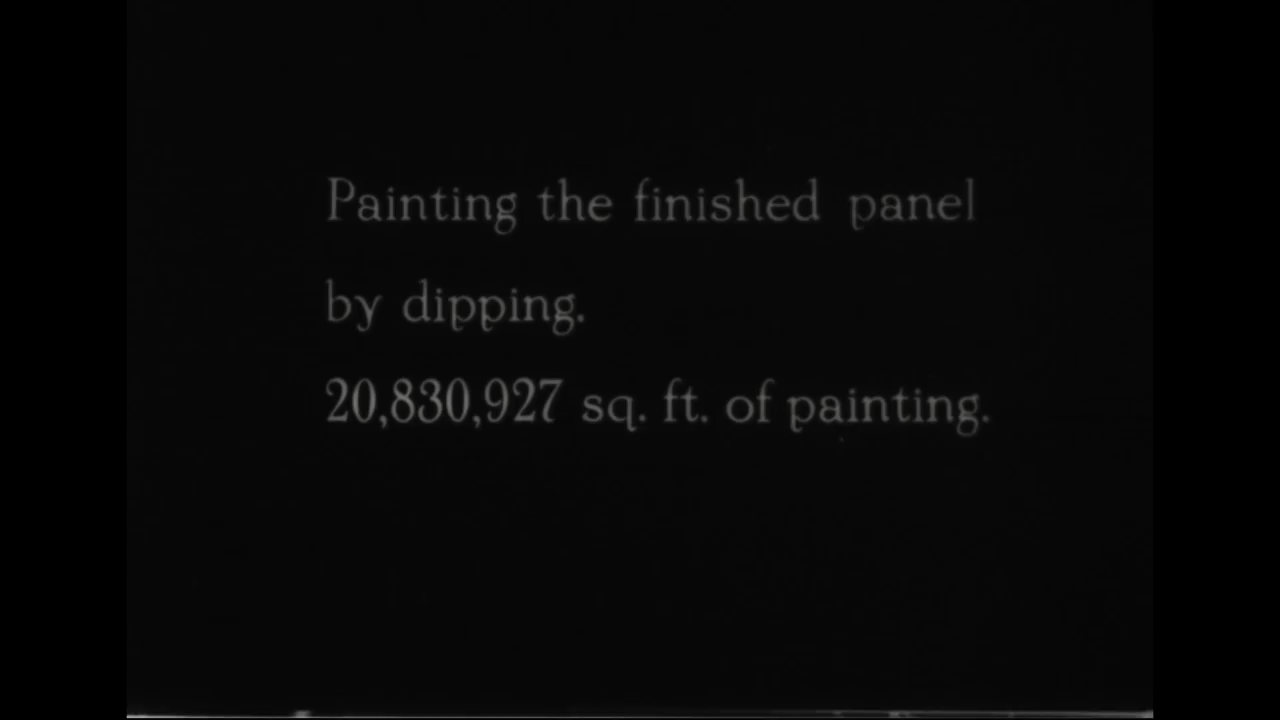 Painting the finished panel
by dipping.
20,830,927 sq. ft. of painting.